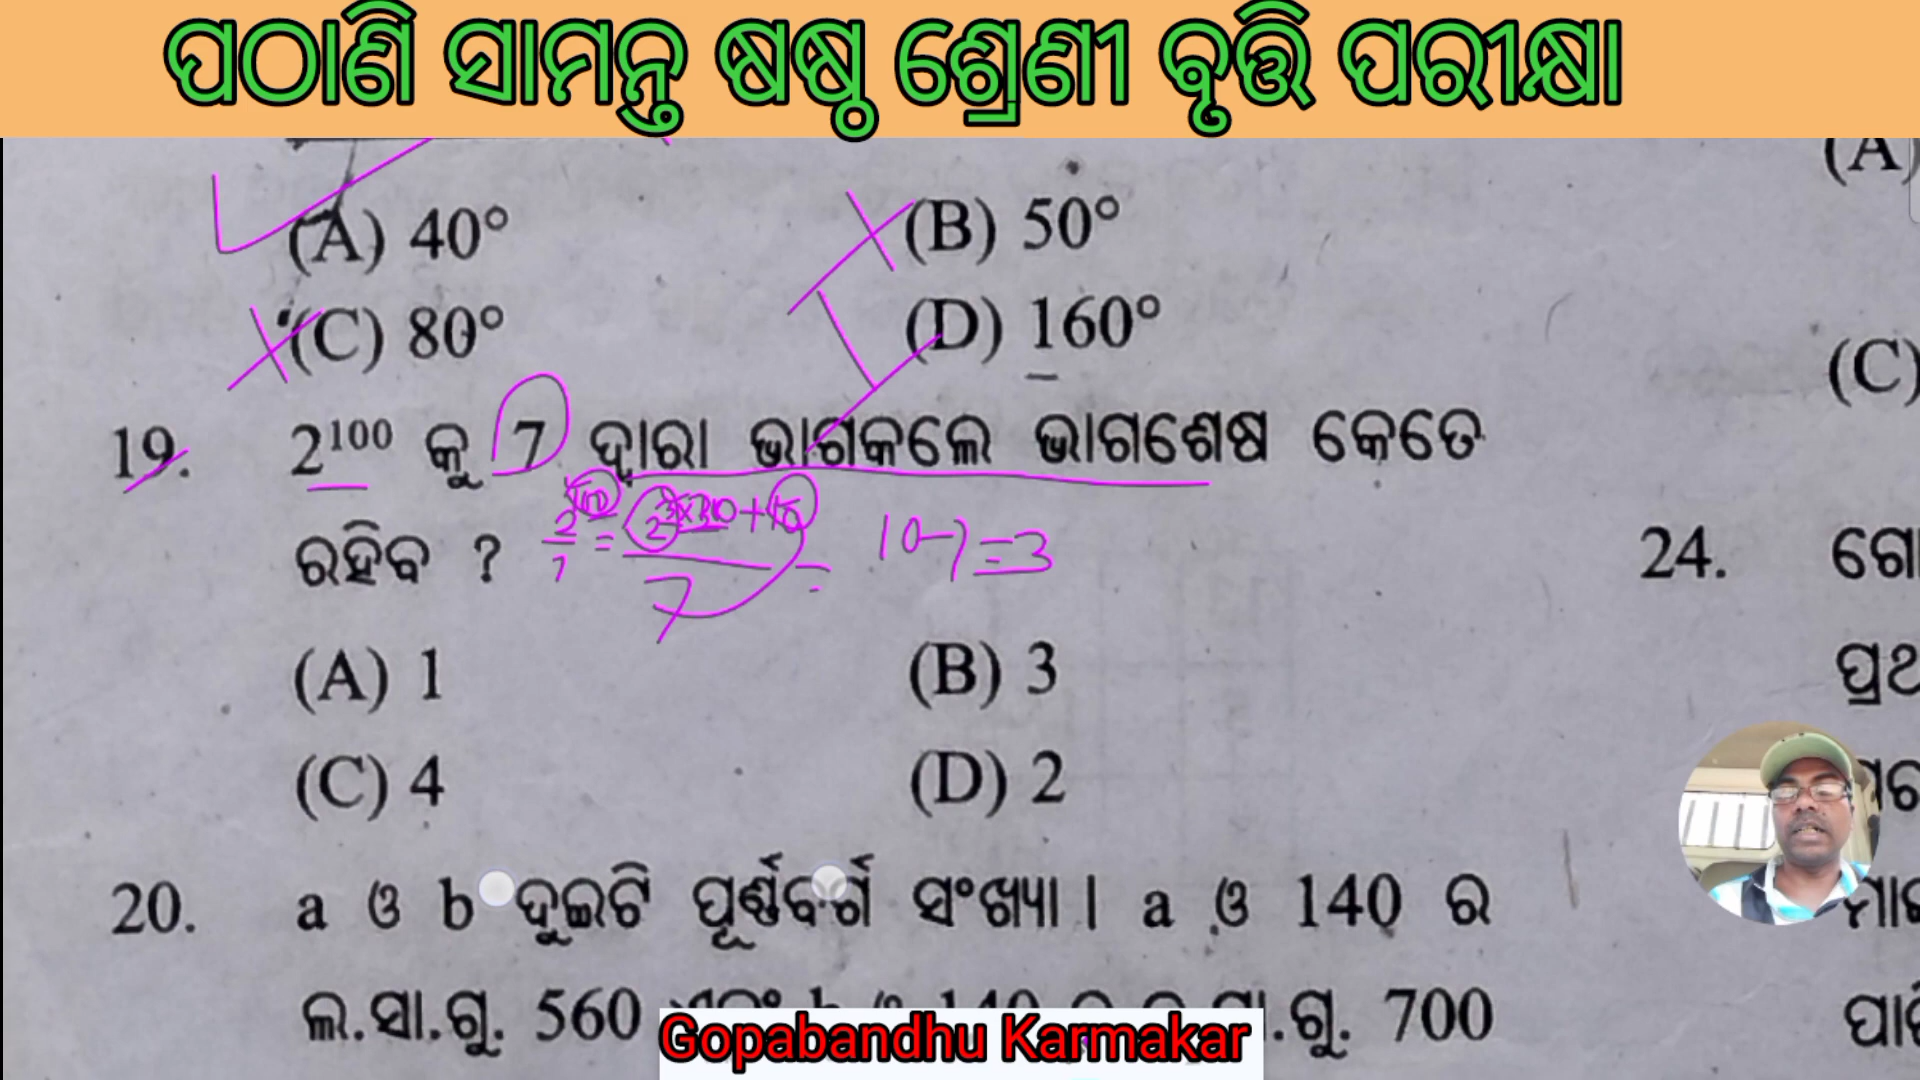 ପଠାଣି ସାମନ୍ତ ଷଷ୍ଠ ଶ୍ରେଣୀ ବୃତ୍ତି ପରୀକ୍ଷା
(A) 40° (B) 50°
(C) 80° (D) 160°
19. 2¹⁰⁰ କୁ 7 ଦ୍ୱାରା ଭାଗକଲେ ଭାଗଶେଷ କେତେ
ରହିବ ?
10-7=3
(A) 1 (B) 3
(C) 4 (D) 2
20. a ଓ b ଦୁଇଟି ପୂର୍ଣ୍ଣବର୍ଗ ସଂଖ୍ୟା । a ଓ 140 ର
ଲ.ସା.ଗୁ. 560
.ଗୁ. 700
Gopabandhu Karmakar
(A)
(C)
24.